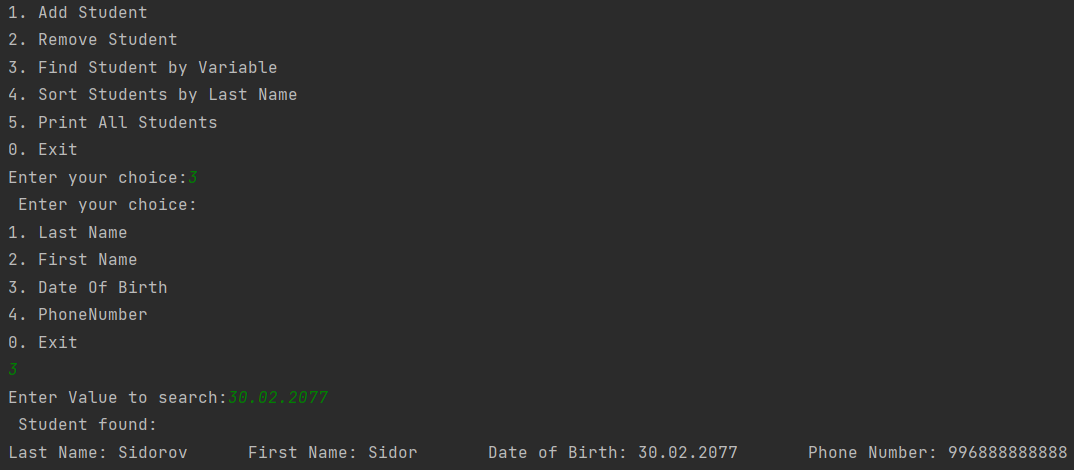 1. Add Student
2. Remove Student
3. Find Student by Variable
4. Sort Students by Last Name
5. Print All Students
0. Exit
Enter your choice:3
Enter your choice:
1. Last Name
2. First Name
3. Date Of Birth
4. PhoneNumber
0. Exit
3
Enter Value to search:30.02.2077
Student found:
Last Name: Sidorov      First Name: Sidor       Date of Birth: 30.02.2077       Phone Number: 996888888888